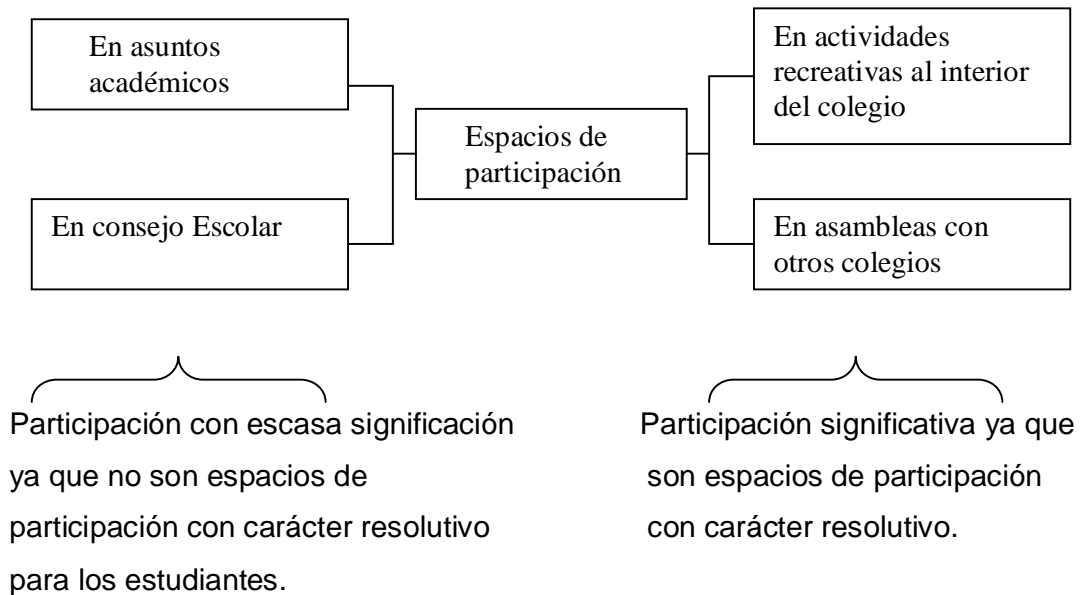 En asuntos
académicos
En consejo Escolar
Espacios de
participación
En actividades
recreativas al interior
del colegio
En asambleas con
otros colegios
Participación con escasa significación
ya que no son espacios de
participación con carácter resolutivo
para los estudiantes.
Participación significativa ya que
son espacios de participación
con carácter resolutivo.